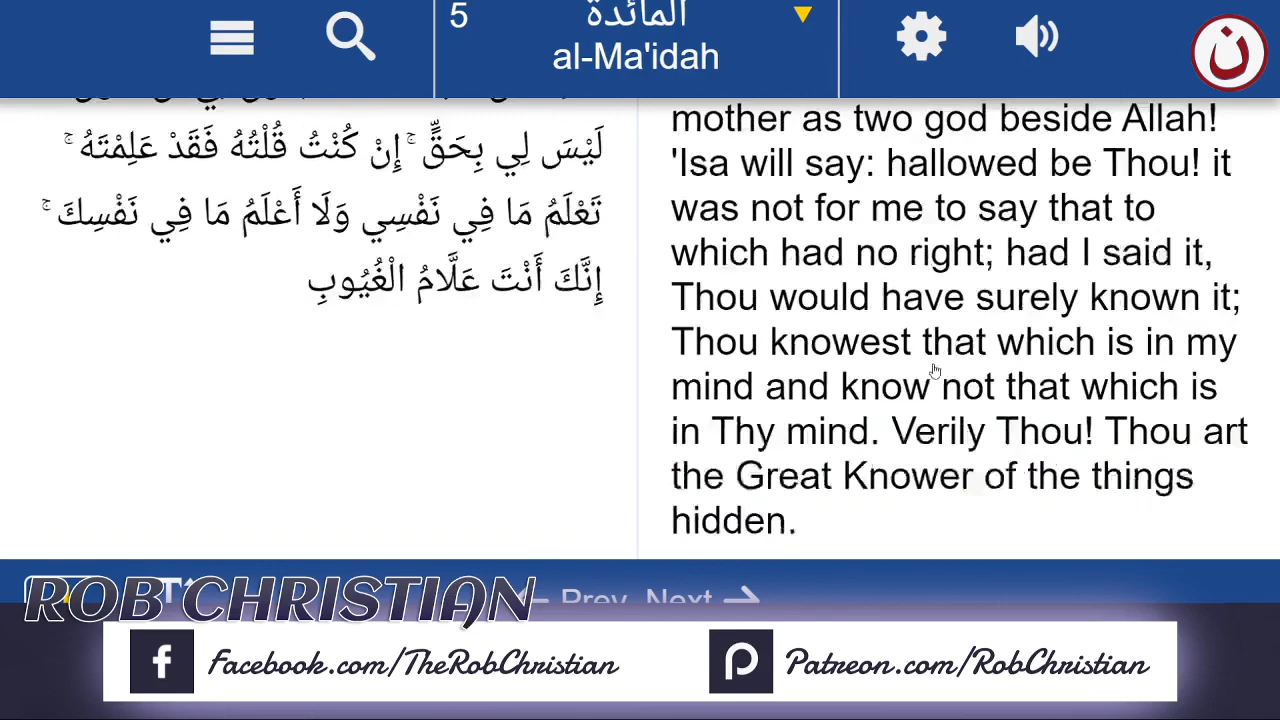 5
المائدة
al-Ma'idah
ن
لَيْسَ لِي بِحَقٍّ ۚ إِنْ كُنْتُ قُلْتُهُ فَقَدْ عَلِمْتَهُ ۚ
تَعْلَمُ مَا فِي نَفْسِي وَلَا أَعْلَمُ مَا فِي نَفْسِكَ ۚ
إِنَّكَ أَنْتَ عَلَّامُ الْغُيُوبِ
mother as two god beside Allah!
'Isa will say: hallowed be Thou! it
was not for me to say that to
which had no right; had I said it,
Thou would have surely known it;
Thou knowest that which is in my
mind and know not that which is
in Thy mind. Verily Thou! Thou art
the Great Knower of the things
hidden.
Prev Next
ROB CHRISTIAN
Facebook.com/TheRobChristian
Patreon.com/RobChristian